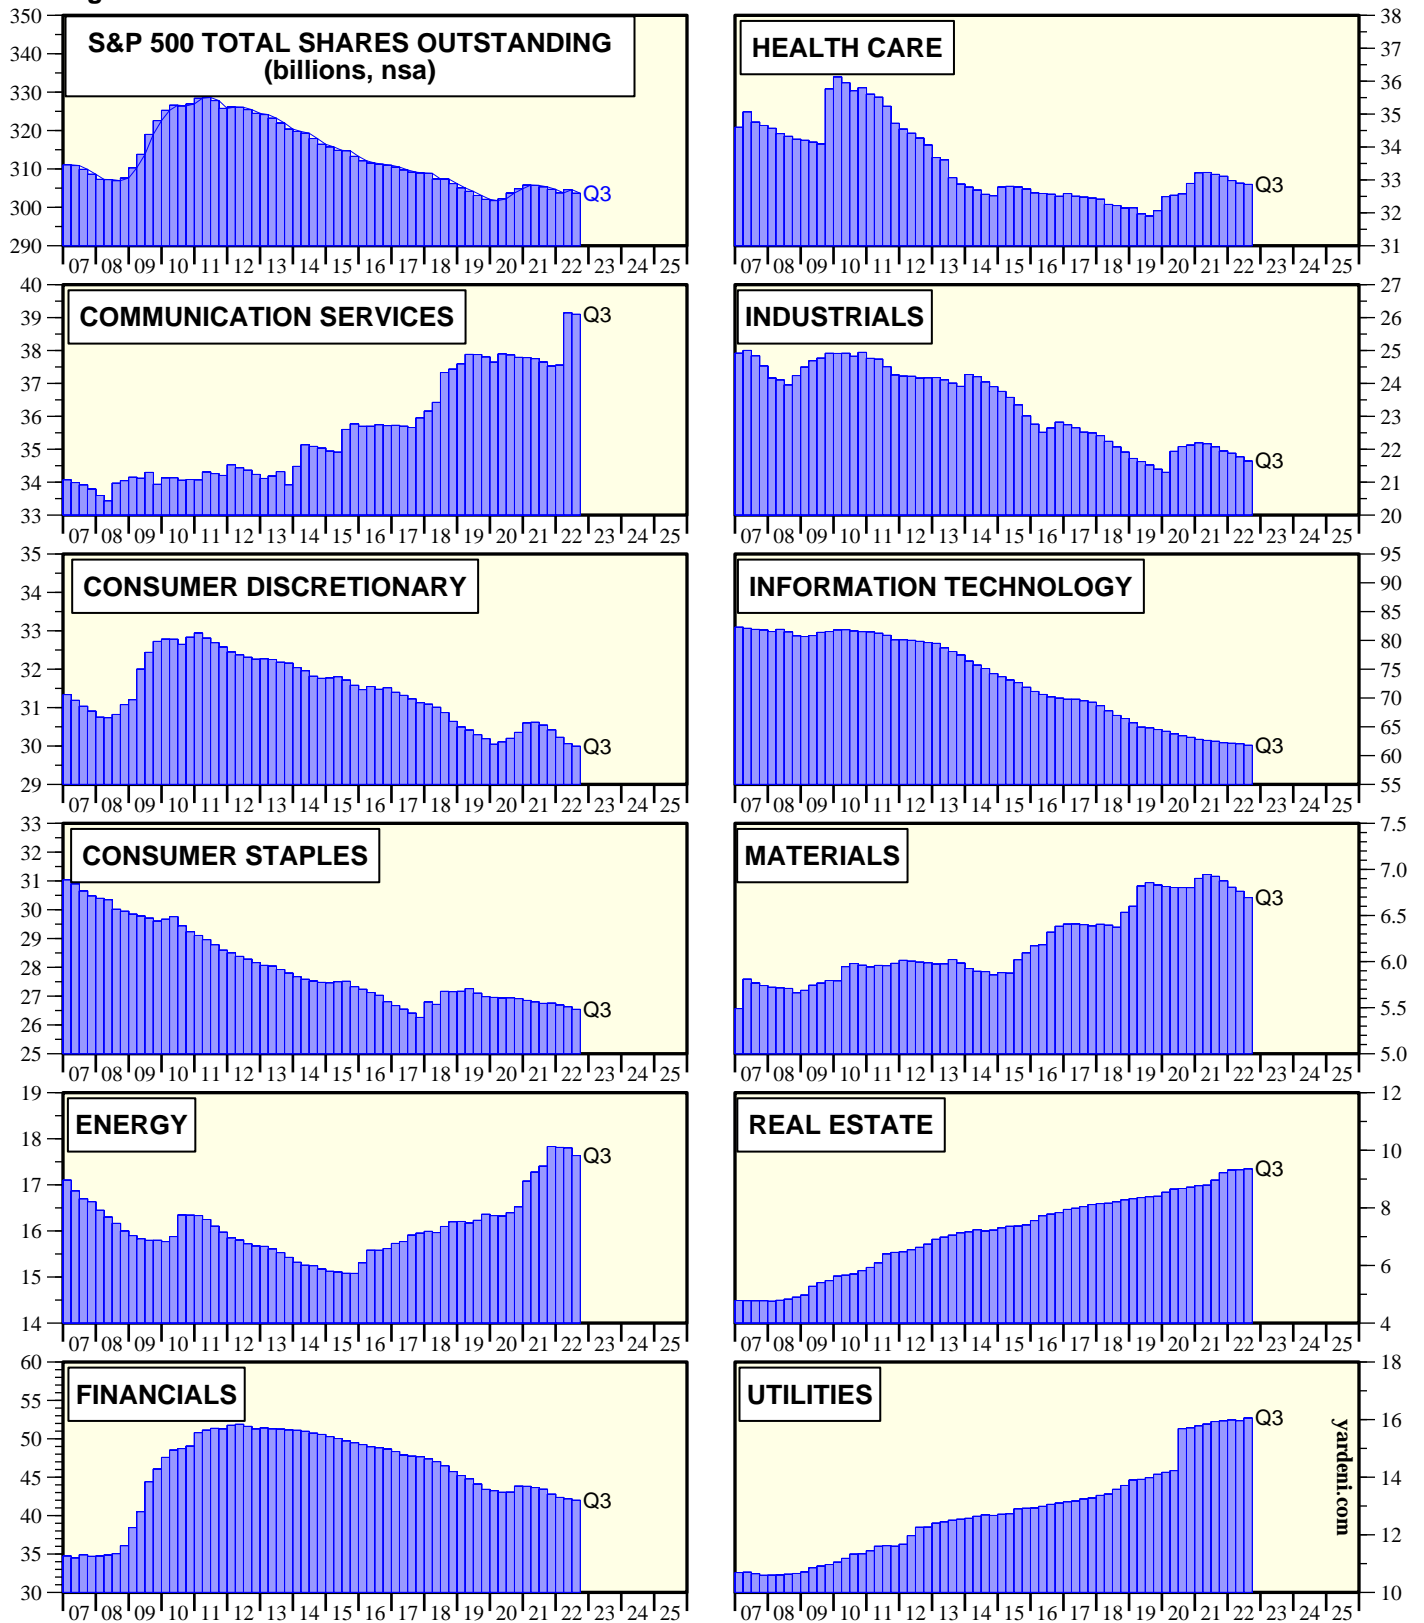 S&P 500 TOTAL SHARES OUTSTANDING
(billions, nsa)
350
340
330
320
310
300
290
Q3
07 08 09 10 11 12 13 14 15 16 17 18 19 20 21 22 23 24 25
HEALTH CARE
38
37
36
35
34
33
32
31
Q3
07 08 09 10 11 12 13 14 15 16 17 18 19 20 21 22 23 24 25
COMMUNICATION SERVICES
40
39
38
37
36
35
34
33
Q3
07 08 09 10 11 12 13 14 15 16 17 18 19 20 21 22 23 24 25
INDUSTRIALS
27
26
25
24
23
22
21
20
Q3
07 08 09 10 11 12 13 14 15 16 17 18 19 20 21 22 23 24 25
CONSUMER DISCRETIONARY
35
34
33
32
31
30
29
Q3
07 08 09 10 11 12 13 14 15 16 17 18 19 20 21 22 23 24 25
INFORMATION TECHNOLOGY
95
90
85
80
75
70
65
60
55
Q3
07 08 09 10 11 12 13 14 15 16 17 18 19 20 21 22 23 24 25
CONSUMER STAPLES
33
32
31
30
29
28
27
26
25
Q3
07 08 09 10 11 12 13 14 15 16 17 18 19 20 21 22 23 24 25
MATERIALS
7.5
7.0
6.5
6.0
5.5
5.0
Q3
07 08 09 10 11 12 13 14 15 16 17 18 19 20 21 22 23 24 25
ENERGY
19
18
17
16
15
14
Q3
07 08 09 10 11 12 13 14 15 16 17 18 19 20 21 22 23 24 25
REAL ESTATE
12
10
8
6
4
Q3
07 08 09 10 11 12 13 14 15 16 17 18 19 20 21 22 23 24 25
FINANCIALS
60
55
50
45
40
35
30
Q3
07 08 09 10 11 12 13 14 15 16 17 18 19 20 21 22 23 24 25
UTILITIES
18
16
14
12
10
Q3
07 08 09 10 11 12 13 14 15 16 17 18 19 20 21 22 23 24 25
yardeni.com